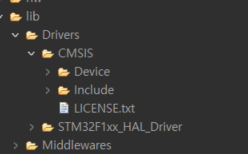 lib
Drivers
CMSIS
Device
Include
LICENSE.txt
STM32F1xx_HAL_Driver
Middlewares